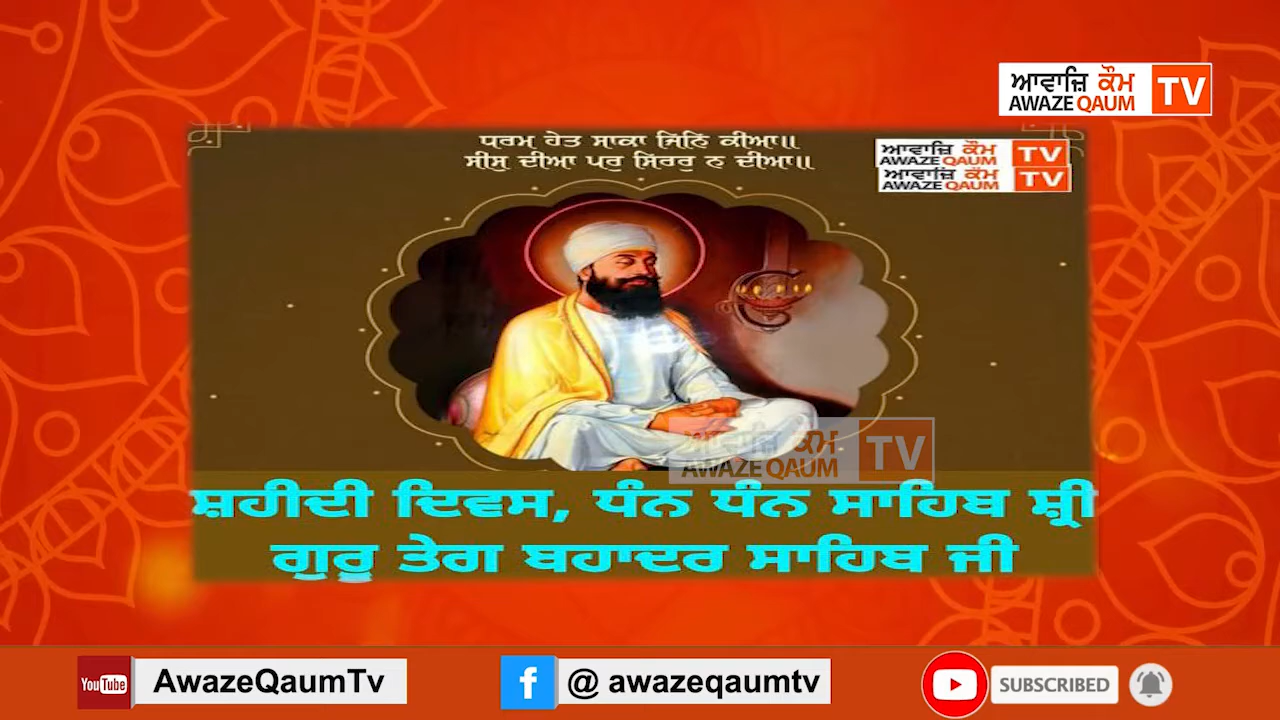 ਆਵਾਜ਼ਿ ਕੌਮ TV
AWAZE QAUM
ਧਰਮ ਹੇਤ ਸਾਕਾ ਜਿਨਿ ਕੀਆ॥
ਸੀਸੁ ਦੀਆ ਪਰੁ ਸਿਰਰੁ ਨ ਦੀਆ॥
ਆਵਾਜ਼ਿ ਕੌਮ TV
AWAZE QAUM
ਆਵਾਜ਼ਿ ਕੌਮ TV
AWAZE QAUM
ਆਵਾਜ਼ਿ ਕੌਮ TV
AWAZE QAUM
ਸ਼ਹੀਦੀ ਦਿਵਸ, ਧੰਨ ਧੰਨ ਸਾਹਿਬ ਸ਼੍ਰੀ
ਗੁਰੂ ਤੇਗ ਬਹਾਦਰ ਸਾਹਿਬ ਜੀ
YouTube AwazeQaumTv
f @ awazeqaumtv
SUBSCRIBED